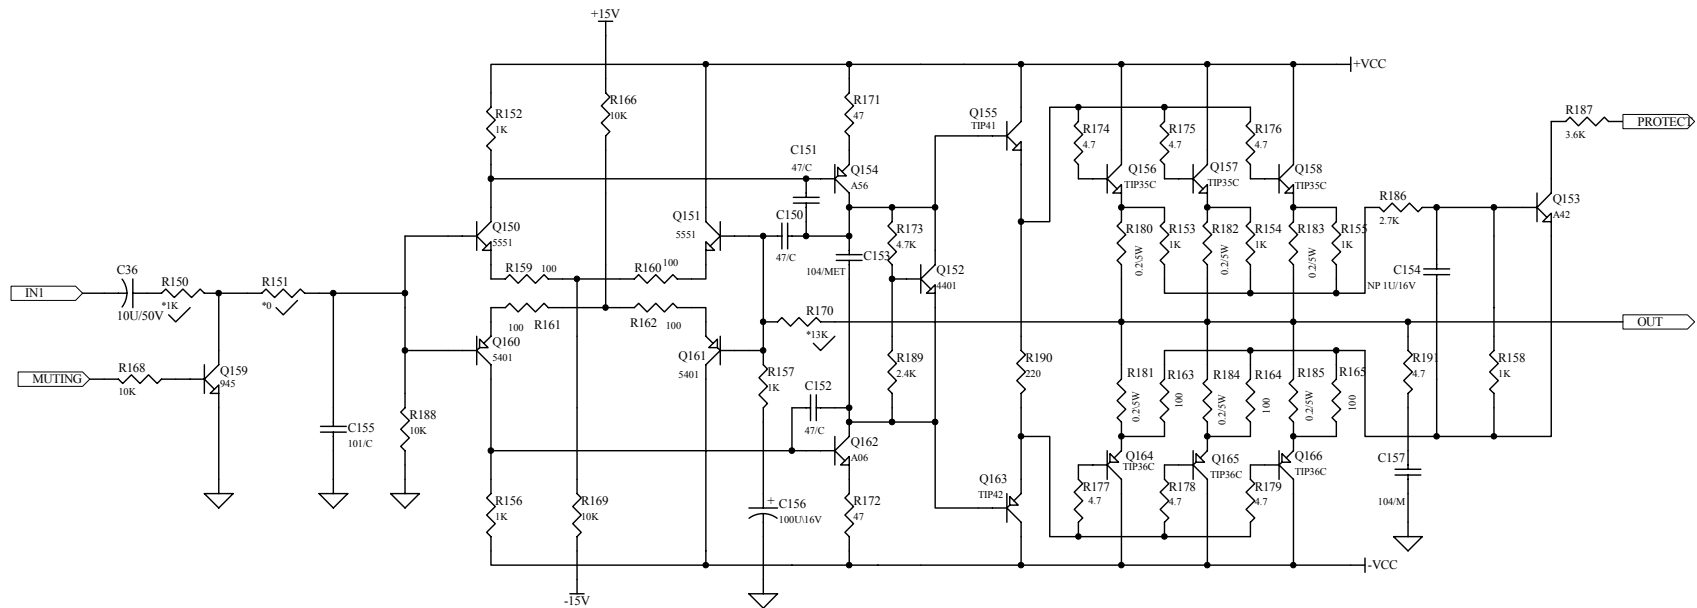 +15V
+VCC
R152
1K
R166
10K
R171
47
Q155
TIP41
R174
4.7
R175
4.7
R176
4.7
R187
3.6K
PROTECT
C151
47/C
Q154
A56
Q156
TIP35C
Q157
TIP35C
Q158
TIP35C
Q153
A42
R186
2.7K
Q150
5551
Q151
5551
C150
47/C
R173
4.7K
R180
0.2\5W
R153
1K
R182
0.2/5W
R154
1K
R183
0.2/5W
R155
1K
C153
104/MET
Q152
4401
C154
NP 1U/16V
R159
100
R160
100
IN1
C36
10U/50V
R150
*1K
R151
*0
R161
100
R162
100
R170
*13K
OUT
Q160
5401
Q161
5401
MUTING
R168
10K
Q159
945
R157
1K
R189
2.4K
R190
220
R181
0.2\5W
R163
100
R184
0.2/5W
R164
100
R185
0.2/5W
R165
100
R191
4.7
R158
1K
C152
47/C
R188
10K
C155
101/C
Q162
A06
Q164
TIP36C
Q165
TIP36C
Q166
TIP36C
C157
104/M
Q163
TIP42
R177
4.7
R178
4.7
R179
4.7
R156
1K
R169
10K
+
C156
100U\16V
R172
47
-VCC
-15V